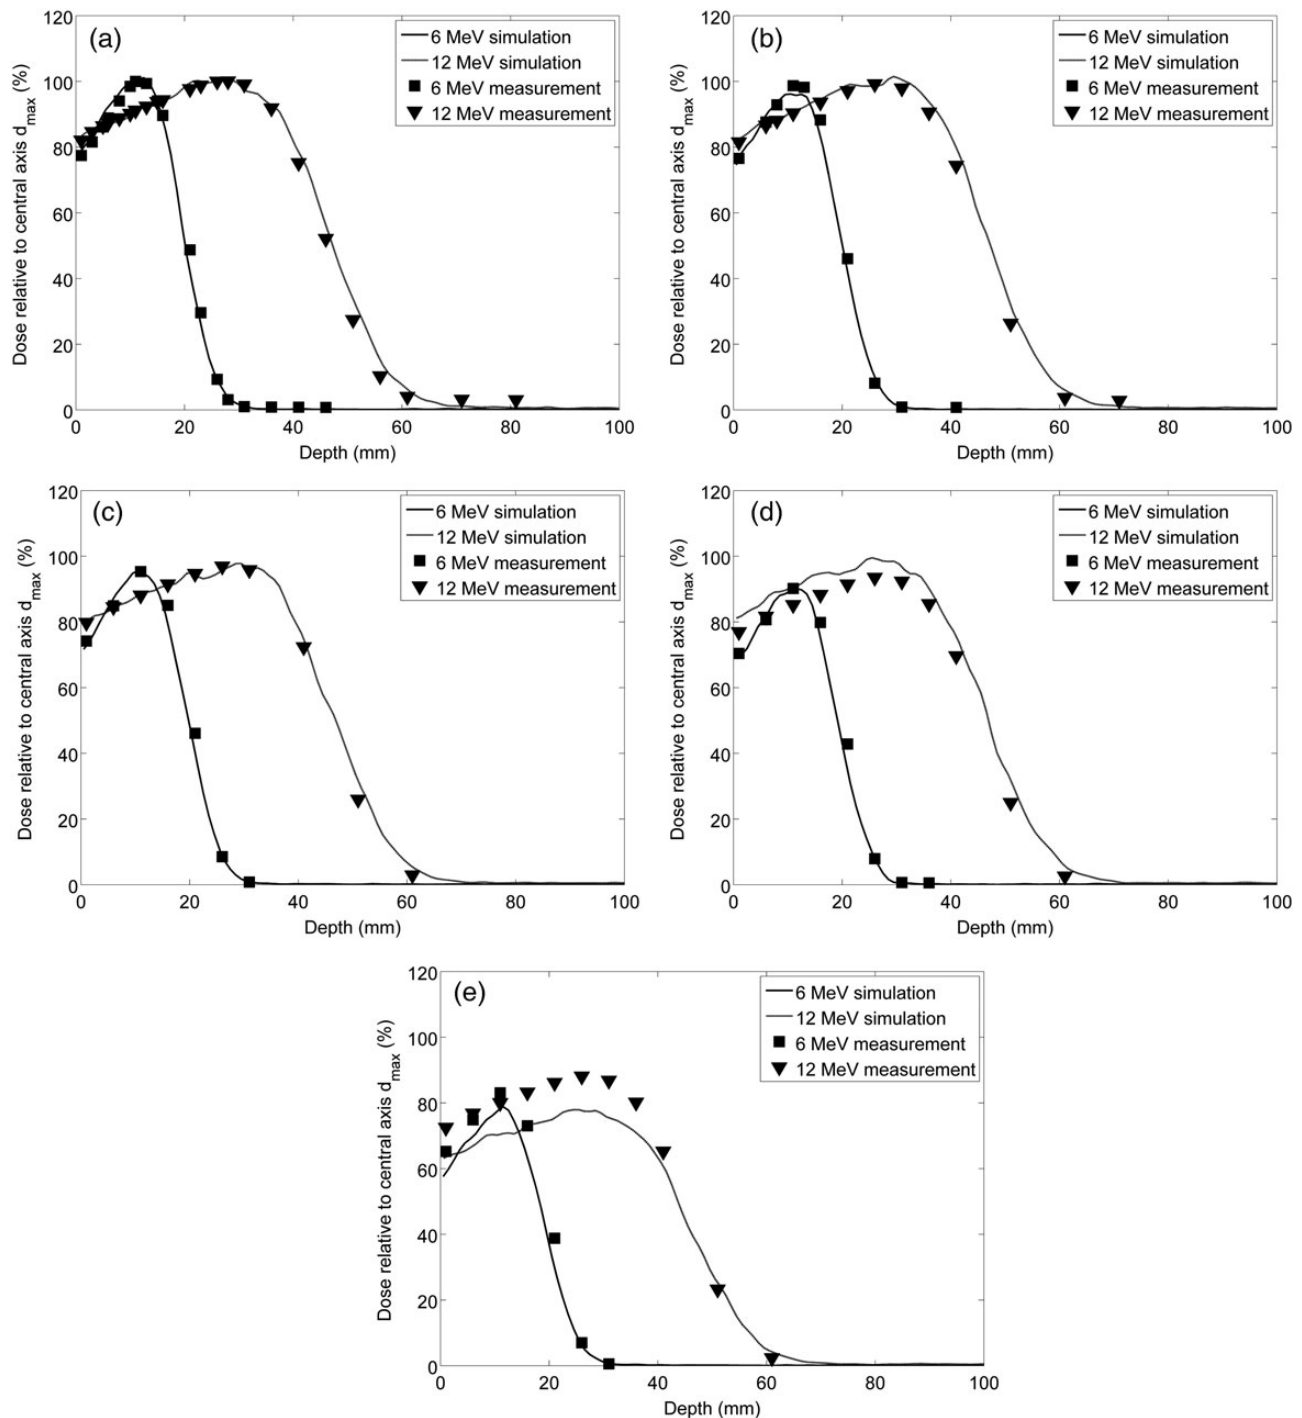 (a)
6 MeV simulation
12 MeV simulation
6 MeV measurement
12 MeV measurement
Dose relative to central axis dmax (%)
120
100
80
60
40
20
0
0 20 40 60 80 100
Depth (mm)
(b)
6 MeV simulation
12 MeV simulation
6 MeV measurement
12 MeV measurement
Dose relative to central axis dmax (%)
120
100
80
60
40
20
0
0 20 40 60 80 100
Depth (mm)
(c)
6 MeV simulation
12 MeV simulation
6 MeV measurement
12 MeV measurement
Dose relative to central axis dmax (%)
120
100
80
60
40
20
0
0 20 40 60 80 100
Depth (mm)
(d)
6 MeV simulation
12 MeV simulation
6 MeV measurement
12 MeV measurement
Dose relative to central axis dmax (%)
120
100
80
60
40
20
0
0 20 40 60 80 100
Depth (mm)
(e)
6 MeV simulation
12 MeV simulation
6 MeV measurement
12 MeV measurement
Dose relative to central axis dmax (%)
120
100
80
60
40
20
0
0 20 40 60 80 100
Depth (mm)